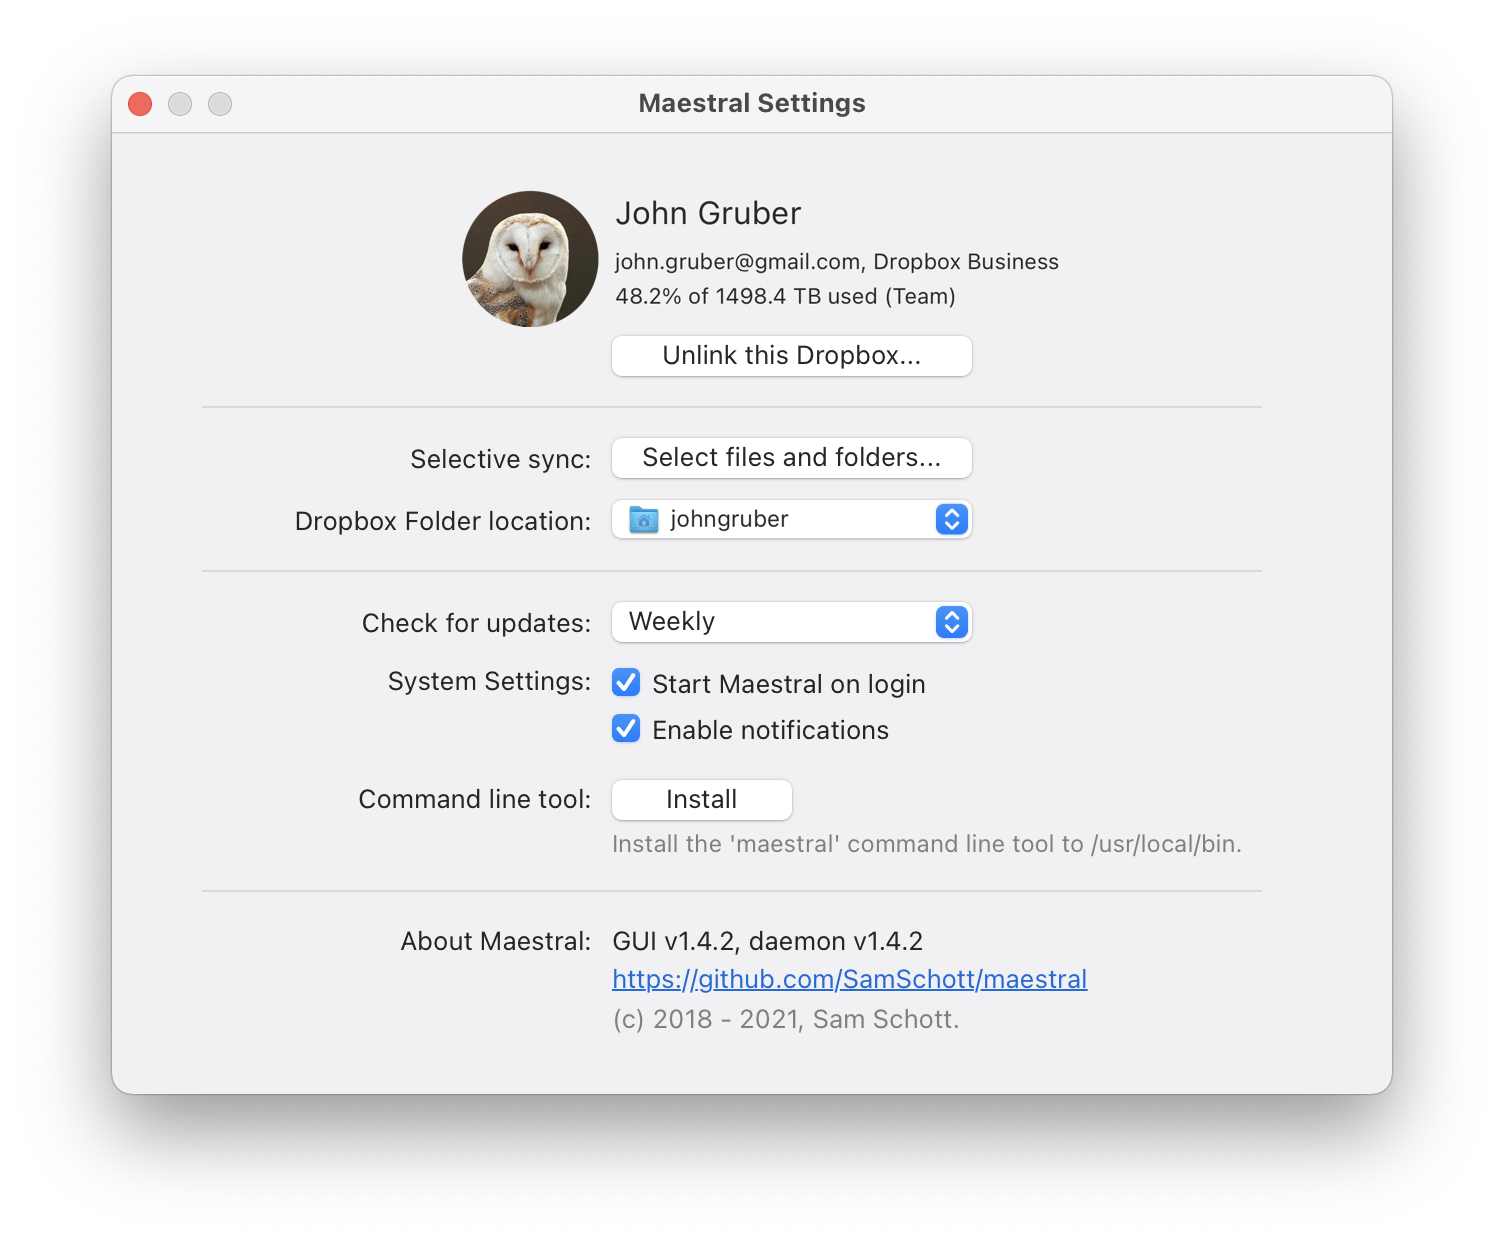 Maestral Settings
John Gruber
john.gruber@gmail.com, Dropbox Business
48.2% of 1498.4 TB used (Team)
Unlink this Dropbox...
Selective sync: Select files and folders...
Dropbox Folder location: johngruber
Check for updates: Weekly
System Settings: Start Maestral on login
Enable notifications
Command line tool: Install
Install the 'maestral' command line tool to /usr/local/bin.
About Maestral: GUI v1.4.2, daemon v1.4.2
https://github.com/SamSchott/maestral
(c) 2018 - 2021, Sam Schott.